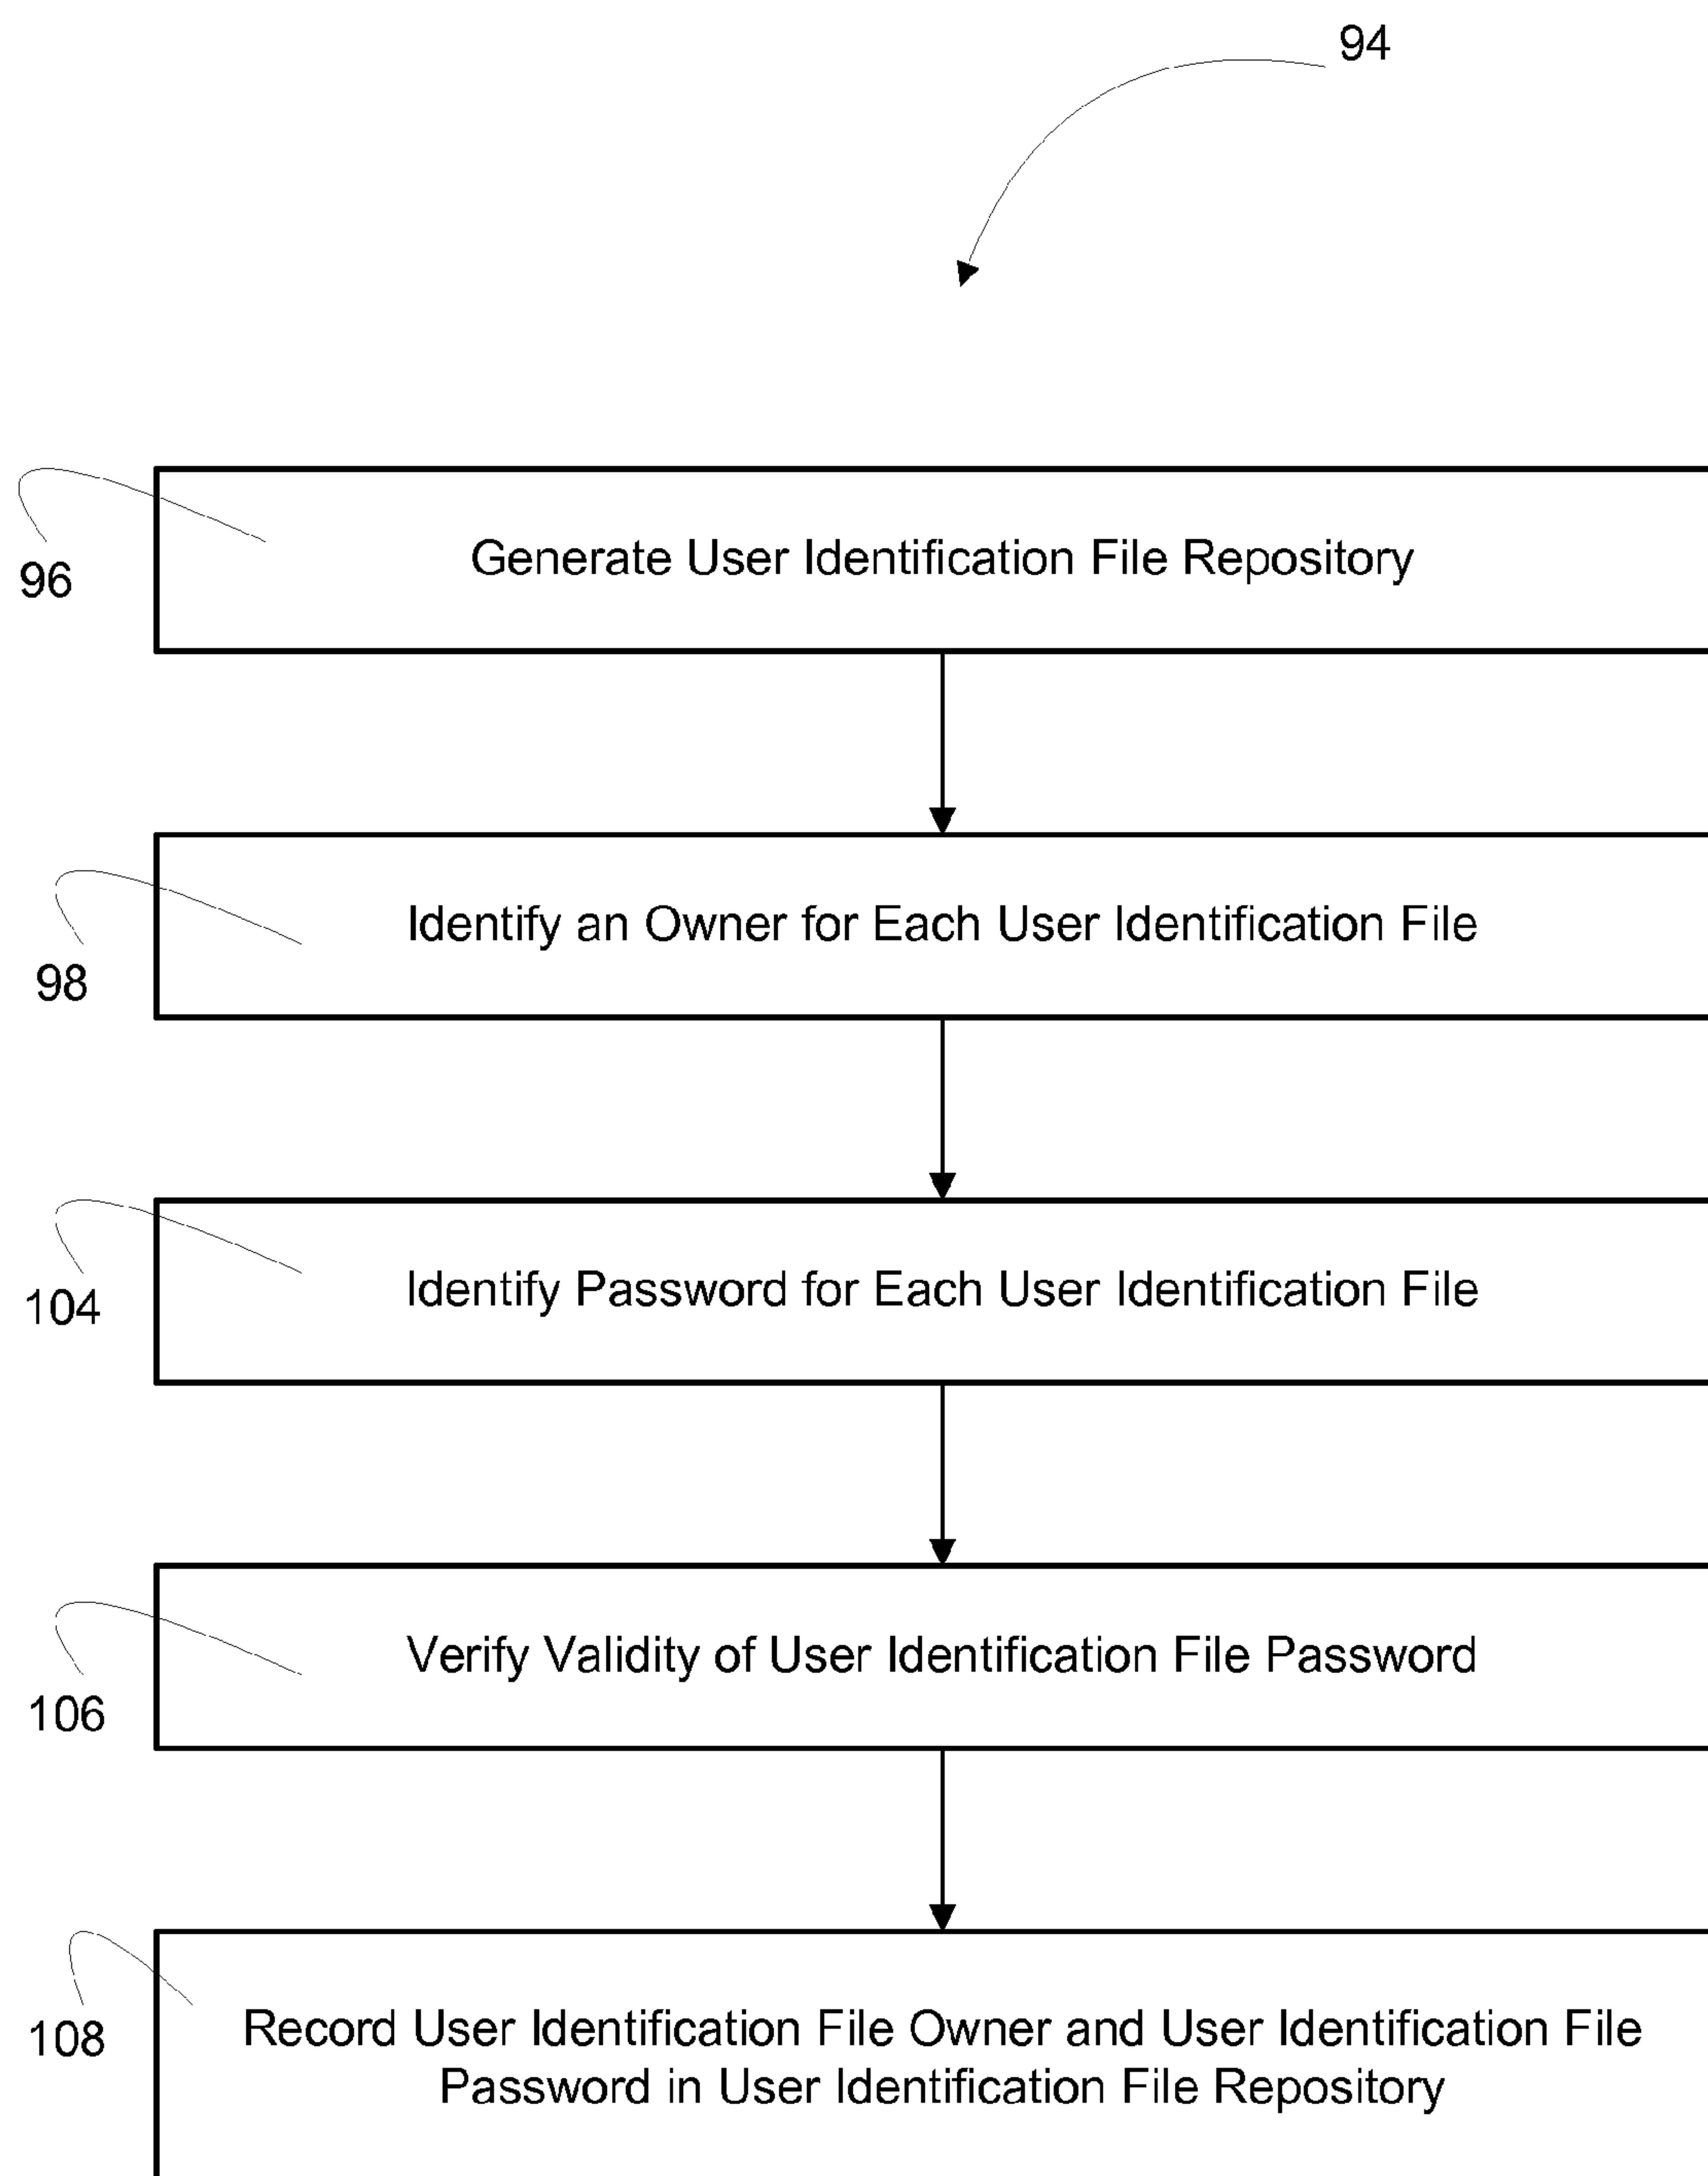 94
Generate User Identification File Repository
96
Identify an Owner for Each User Identification File
98
Identify Password for Each User Identification File
104
Verify Validity of User Identification File Password
106
Record User Identification File Owner and User Identification File
Password in User Identification File Repository
108